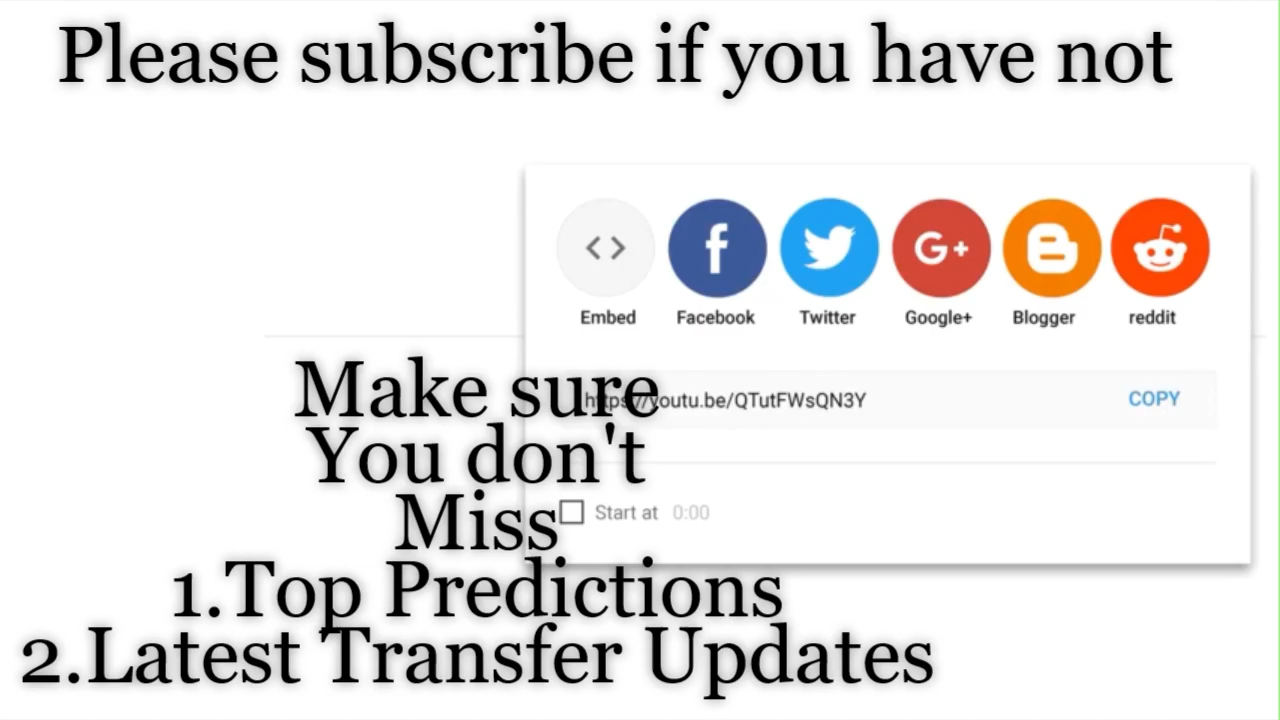 Please subscribe if you have not
Embed Facebook Twitter Google+ Blogger reddit
Make sure
https://youtu.be/QTutFWsQN3Y COPY
You don't
Miss
Start at 0:00
1.Top Predictions
2.Latest Transfer Updates